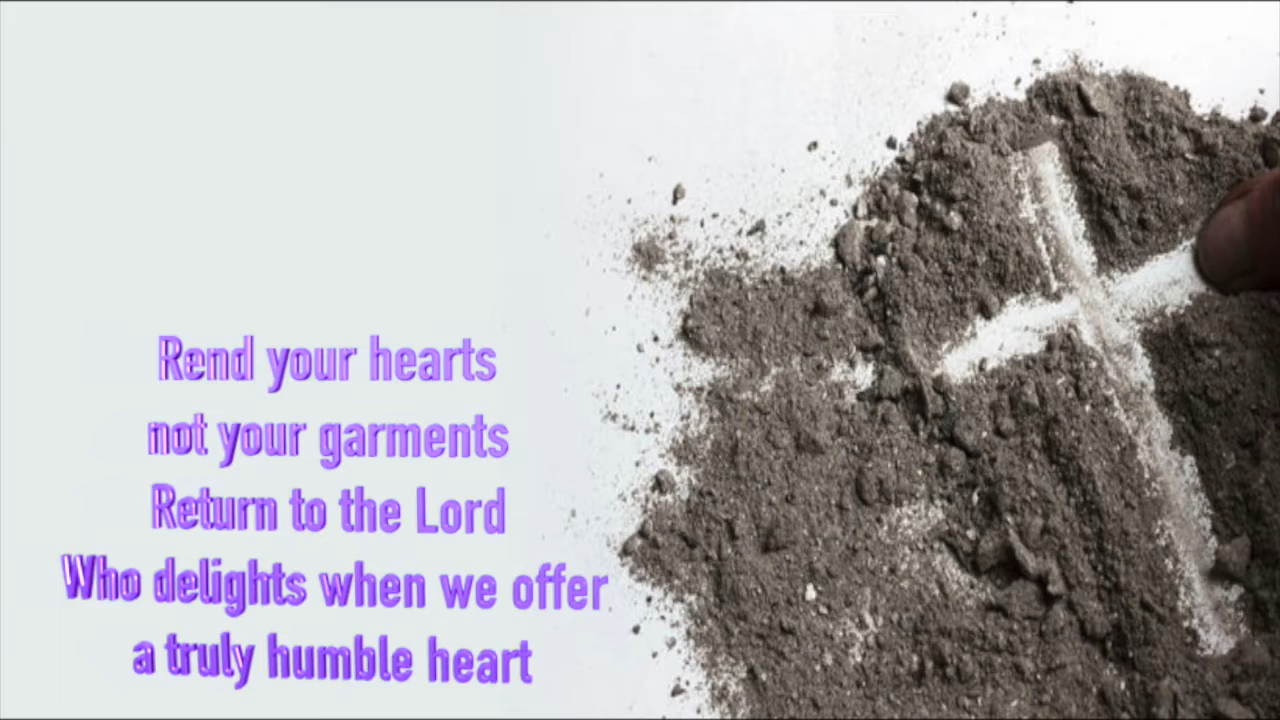 Rend your hearts
not your garments
Return to the Lord
Who delights when we offer
a truly humble heart